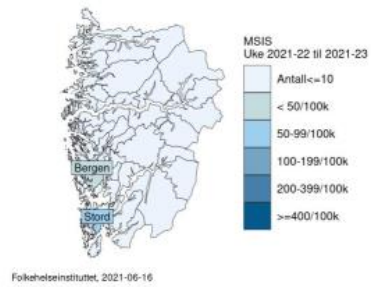 MSIS
Uke 2021-22 til 2021-23
Antall<=10
< 50/100k
50-99/100k
100-199/100k
200-399/100k
>=400/100k
Bergen
Stord
Folkehelseinstituttet, 2021-06-16